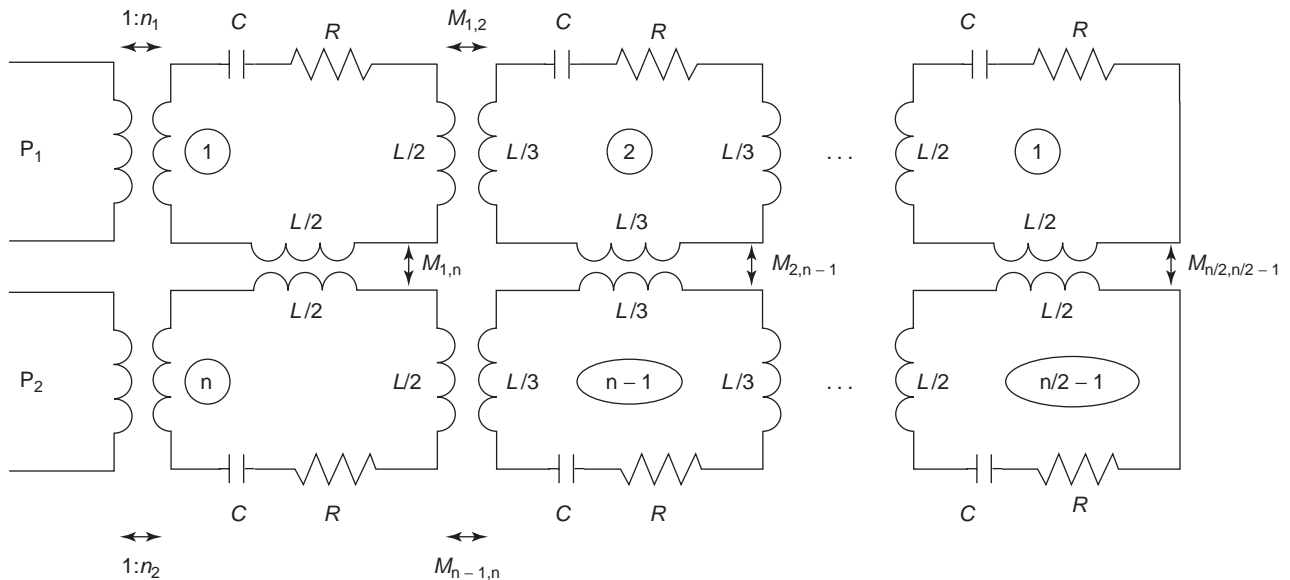 1:n1 C R M1,2 C R C R
P1 1 L/2 L/3 2 L/3 ... L/2 1
L/2 L/3 L/2
M1,n M2,n – 1 Mn/2,n/2 – 1
L/2 L/3 L/2
P2 n L/2 L/3 n – 1 L/3 ... L/2 n/2 – 1
C R C R C R
1:n2 Mn – 1,n